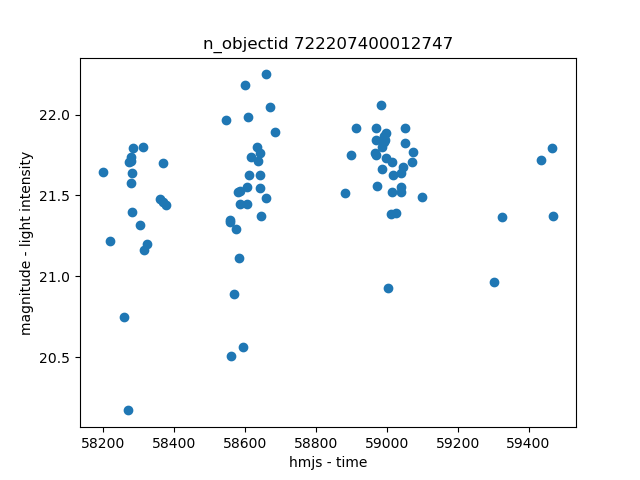 n_objectid 722207400012747
22.0
21.5
21.0
20.5
magnitude - light intensity
58200 58400 58600 58800 59000 59200 59400
hmjs - time